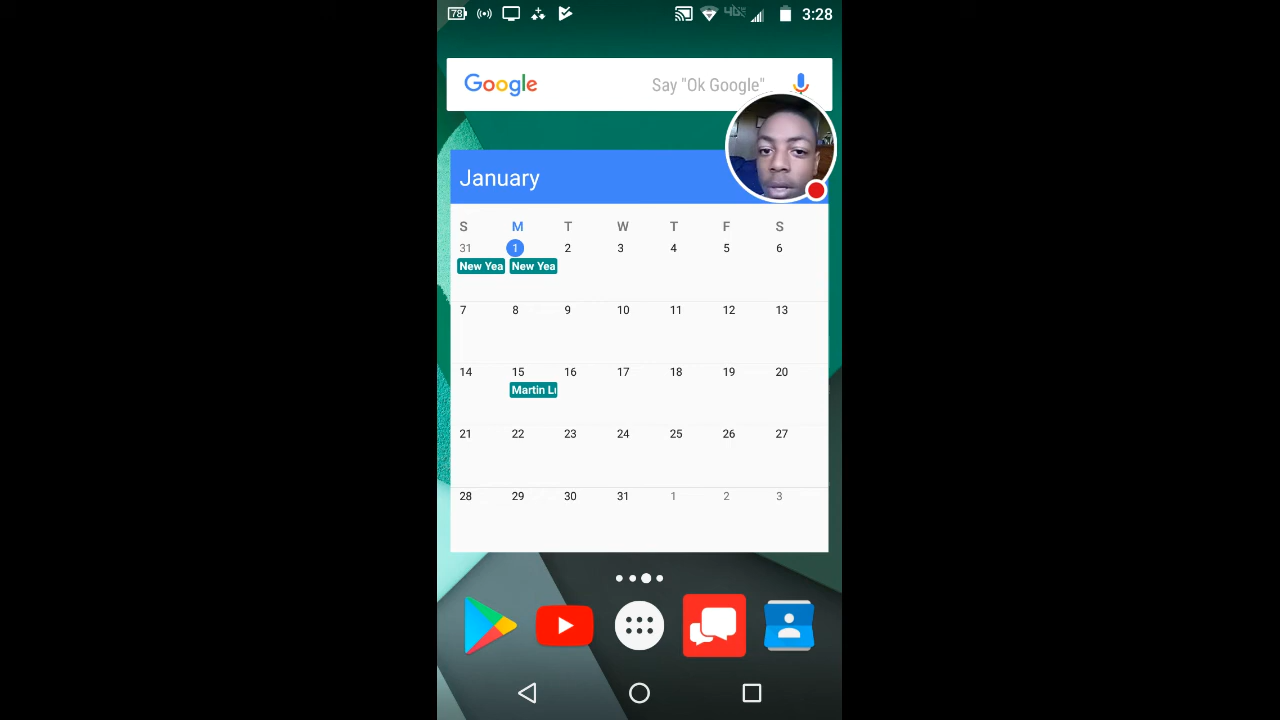 78 3:28
Google Say "Ok Google"
January
S M T W T F S
31 1 2 3 4 5 6
New Yea New Yea
7 8 9 10 11 12 13
14 15 16 17 18 19 20
Martin Lu
21 22 23 24 25 26 27
28 29 30 31 1 2 3